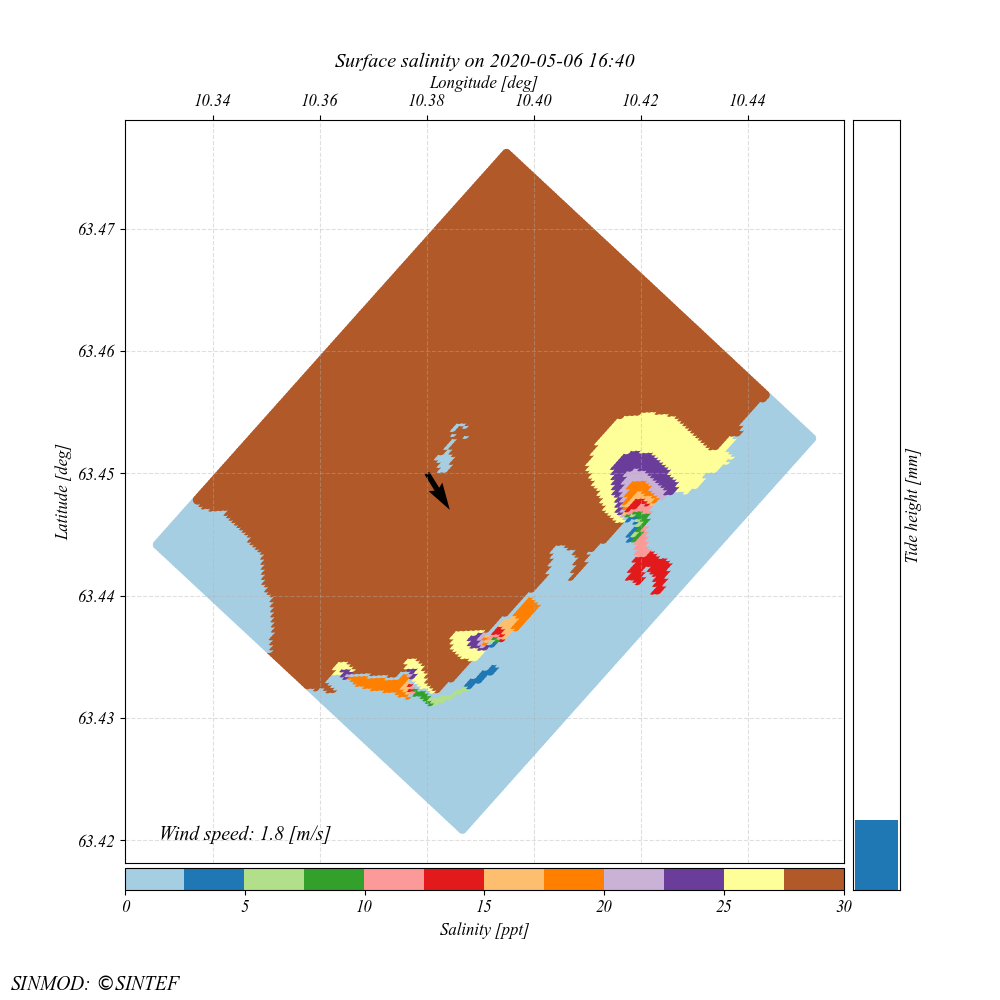 Surface salinity on 2020-05-06 16:40
Longitude [deg]
10.34 10.36 10.38 10.40 10.42 10.44
63.47
63.46
63.45
63.44
63.43
63.42
Latitude [deg]
Tide height [mm]
Wind speed: 1.8 [m/s]
0 5 10 15 20 25 30
Salinity [ppt]
SINMOD: ©SINTEF